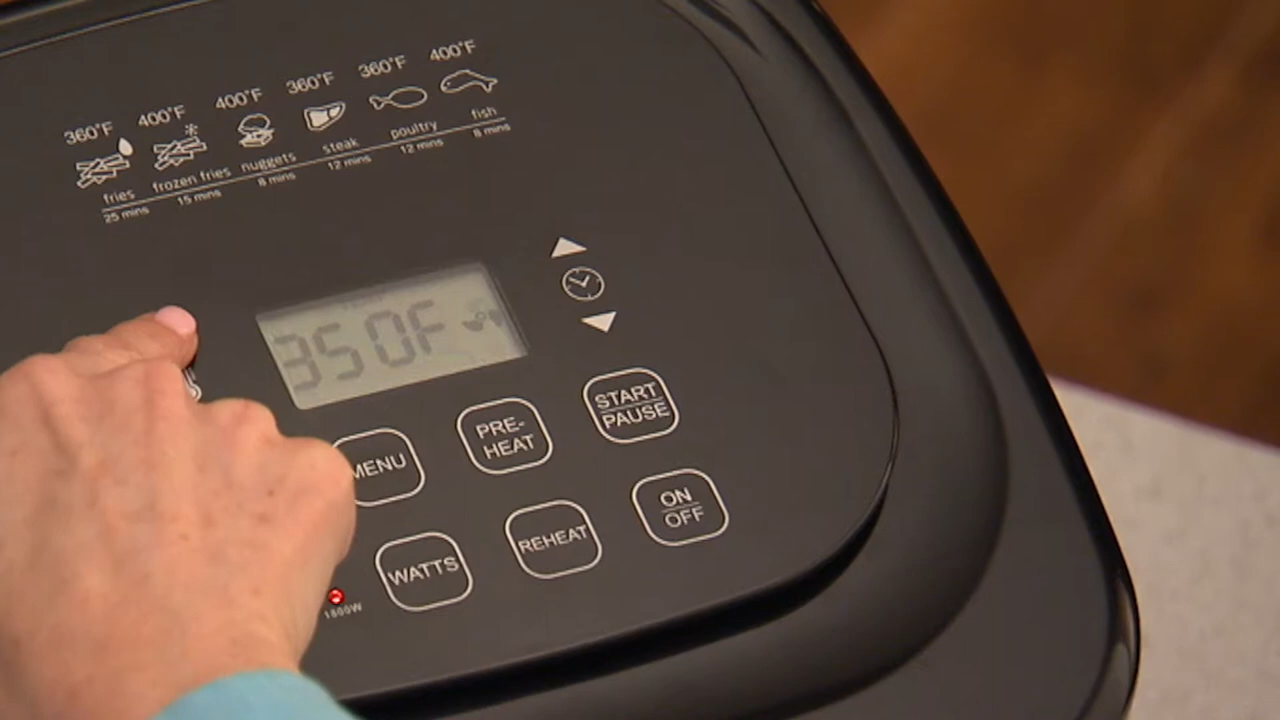 360°F 400°F 400°F 360°F 360°F 400°F
fries frozen fries nuggets steak poultry fish
25 mins 15 mins 8 mins 12 mins 12 mins 8 mins
350F
MENU PRE-HEAT START PAUSE
WATTS REHEAT ON OFF
1800W